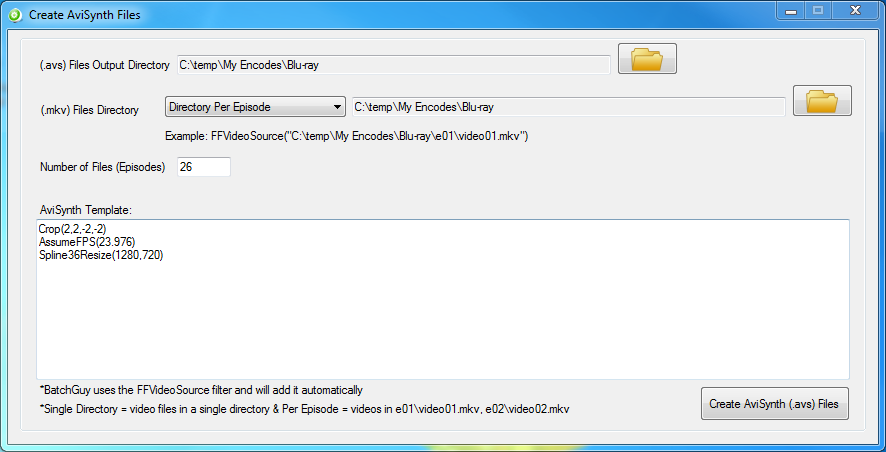 Create AviSynth Files
(.avs) Files Output Directory C:\temp\My Encodes\Blu-ray
(.mkv) Files Directory Directory Per Episode C:\temp\My Encodes\Blu-ray
Example: FFVideoSource("C:\temp\My Encodes\Blu-ray\e01\video01.mkv")
Number of Files (Episodes) 26
AviSynth Template:
Crop(2,2,-2,-2)
AssumeFPS(23.976)
Spline36Resize(1280,720)
*BatchGuy uses the FFVideoSource filter and will add it automatically
*Single Directory = video files in a single directory & Per Episode = videos in e01\video01.mkv, e02\video02.mkv
Create AviSynth (.avs) Files